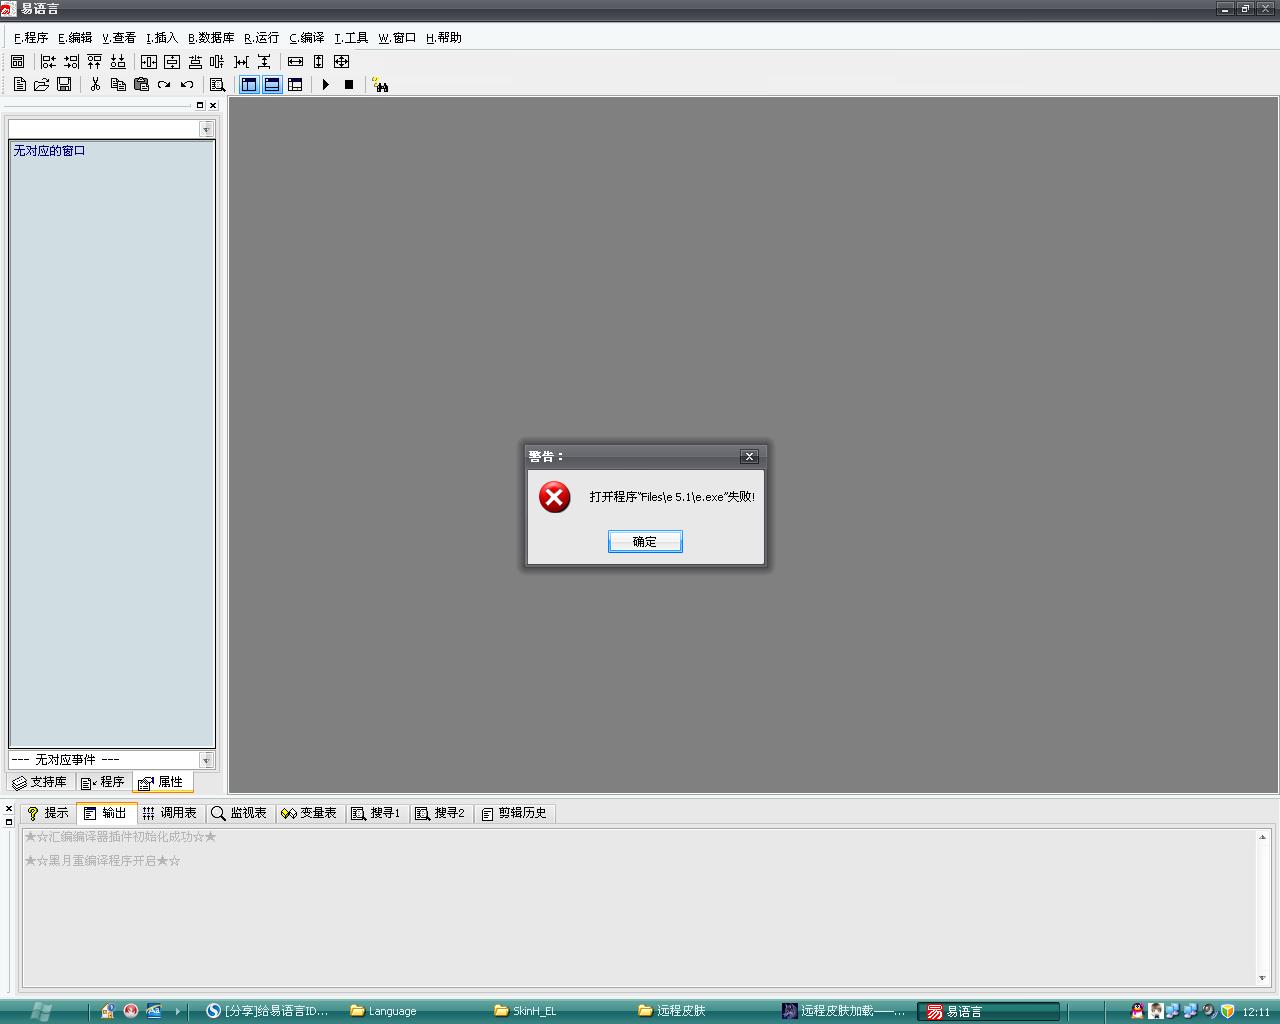 易语言
F.程序 E.编辑 V.查看 I.插入 B.数据库 R.运行 C.编译 T.工具 W.窗口 H.帮助
无对应的窗口
警告：
打开程序“Files\e 5.1\e.exe”失败!
确定
--- 无对应事件 ---
支持库 程序 属性
提示 输出 调用表 监视表 变量表 搜寻1 搜寻2 剪辑历史
★☆汇编编译器插件初始化成功☆★
★☆黑月重编译程序开启★☆
[分享]给易语言ID... Language SkinH_EL 远程皮肤 远程皮肤加载——... 易语言 12:11